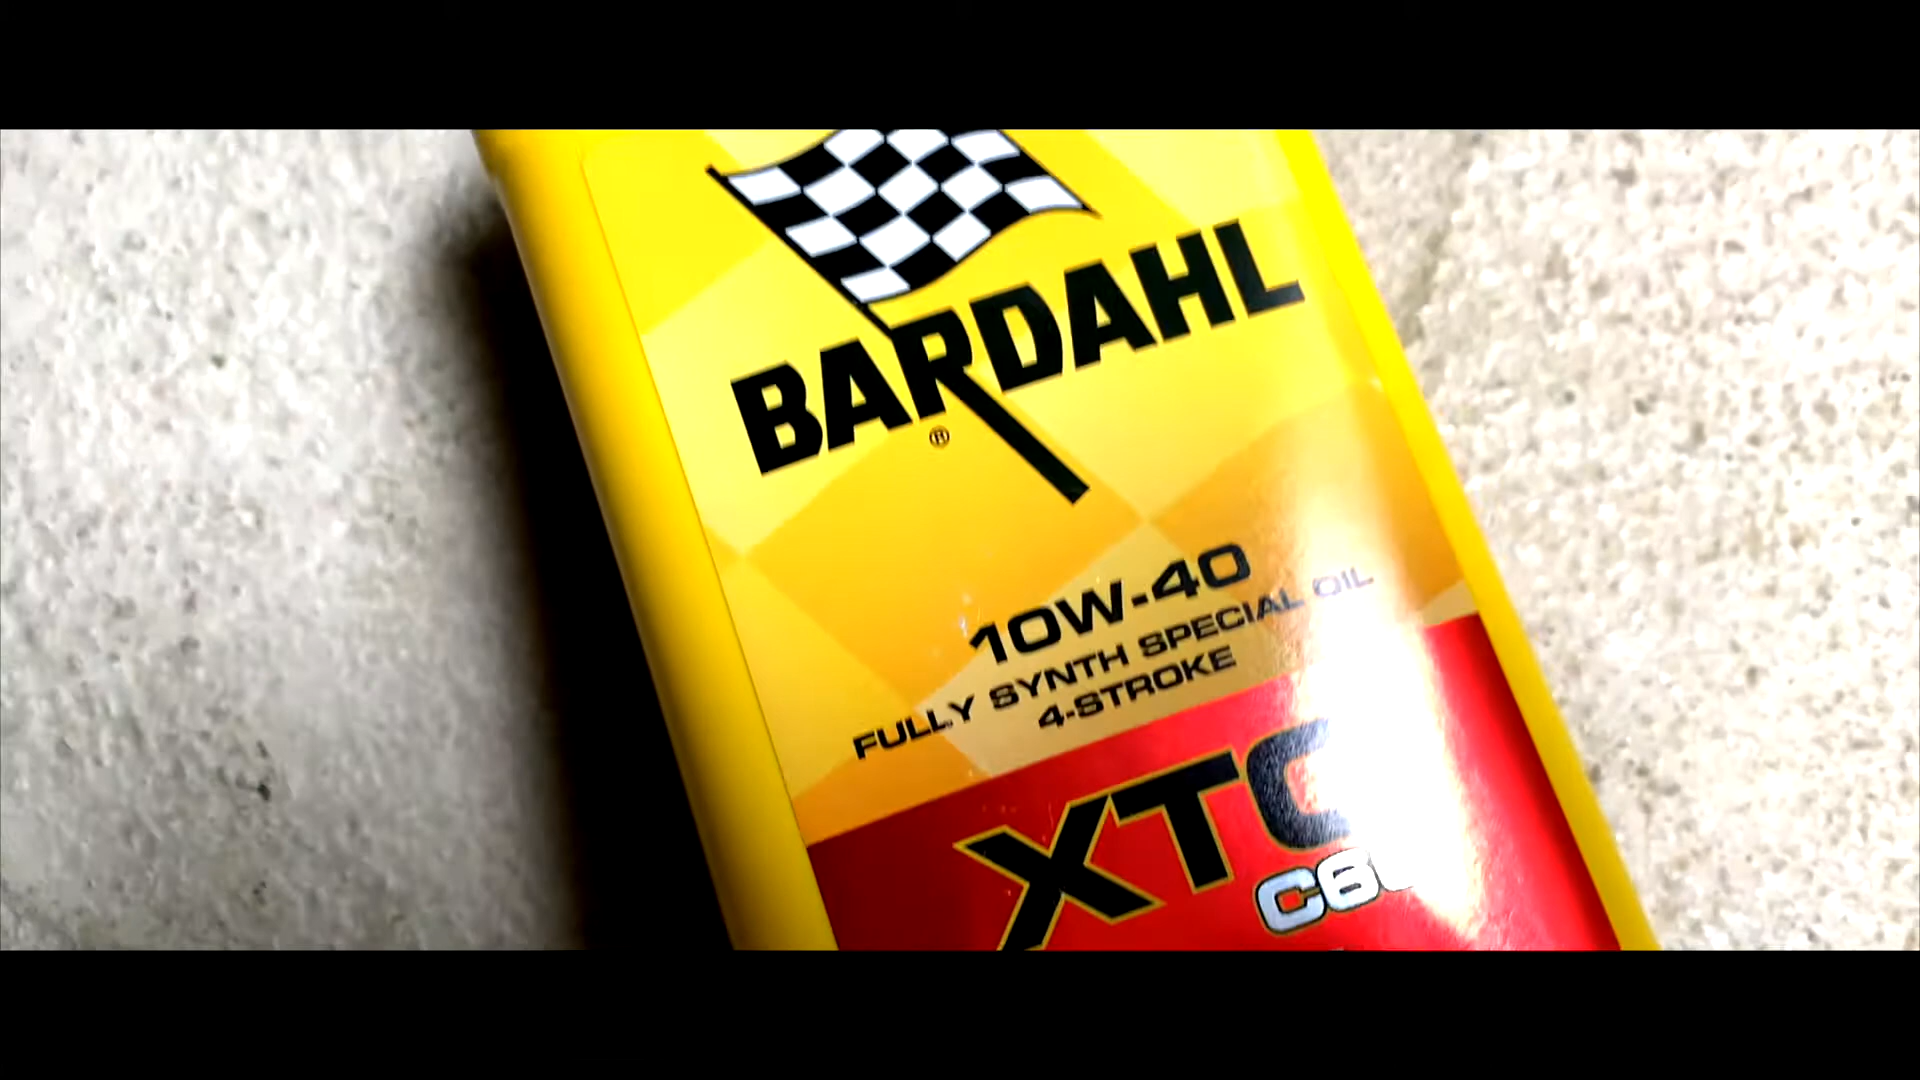 BARDAHL
®
10W-40
FULLY SYNTH SPECIAL OIL
4-STROKE
XTC